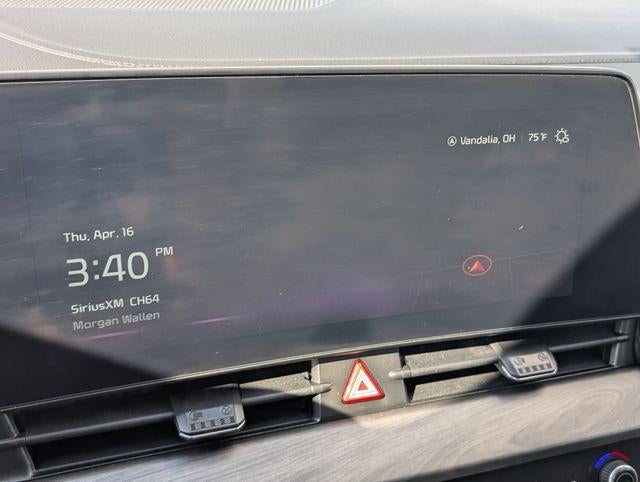 Vandalia, OH 75°F
Thu, Apr. 16
3:40 PM
SiriusXM CH64
Morgan Wallen